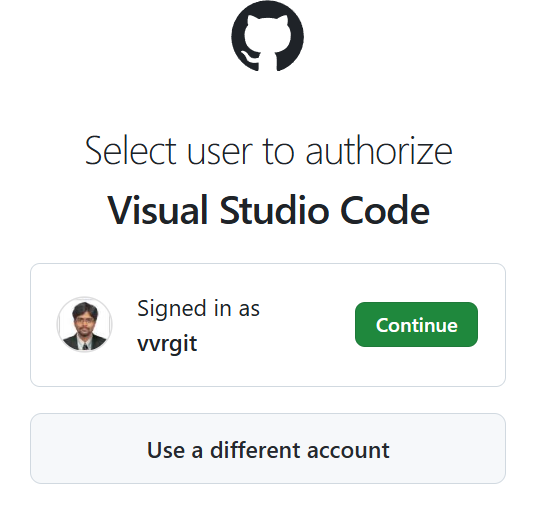 Select user to authorize
Visual Studio Code
Signed in as
vvrgit
Continue
Use a different account